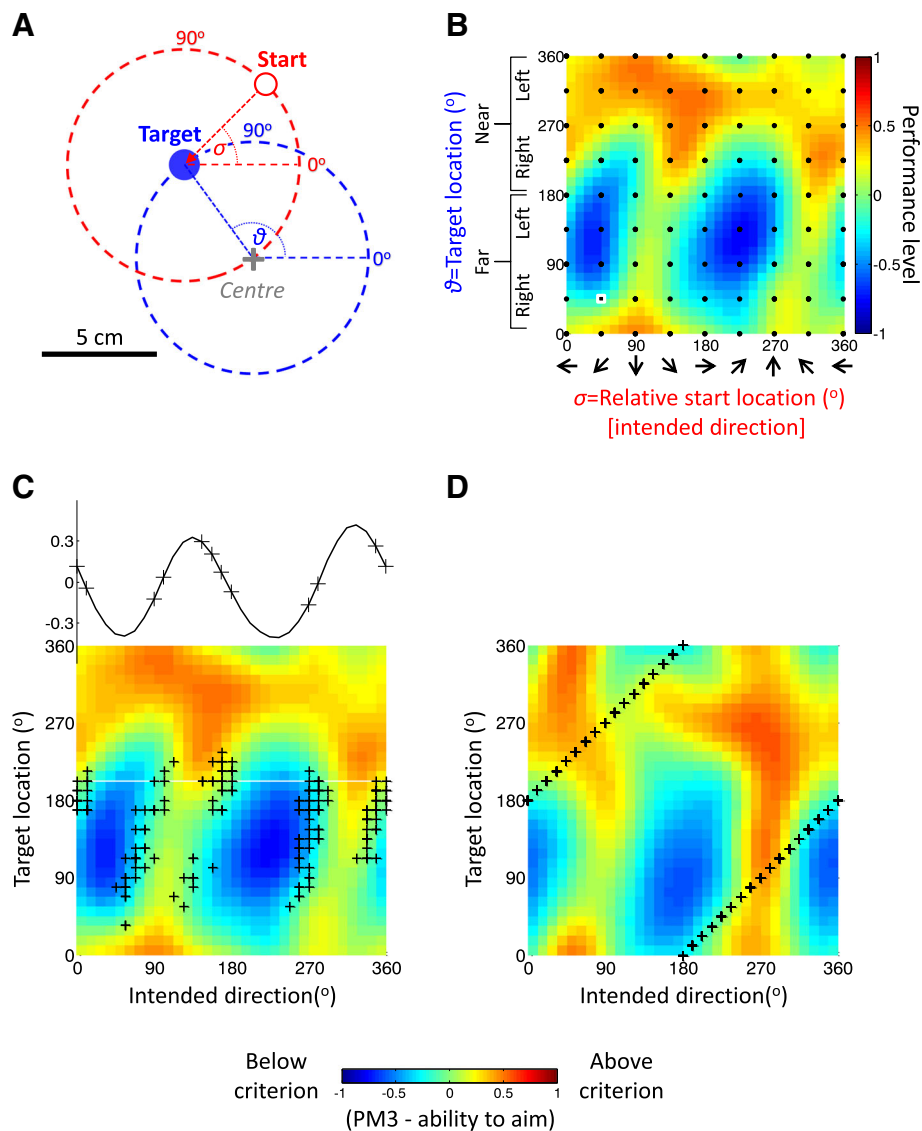 A
90o
Start
Target
90o
σ
0o
ϑ
0o
Centre
5 cm
B
ϑ=Target location (o)
Near
Far
Left
Right
Left
Right
360
270
180
90
0
0
90
180
270
360
σ=Relative start location (o)
[intended direction]
1
0.5
0
-0.5
-1
Performance level
C
0.3
0
-0.3
360
270
180
90
0
Target location (o)
0
90
180
270
360
Intended direction(o)
D
360
270
180
90
0
Target location (o)
0
90
180
270
360
Intended direction(o)
Below
criterion
-1
-0.5
0
0.5
1
Above
criterion
(PM3 - ability to aim)